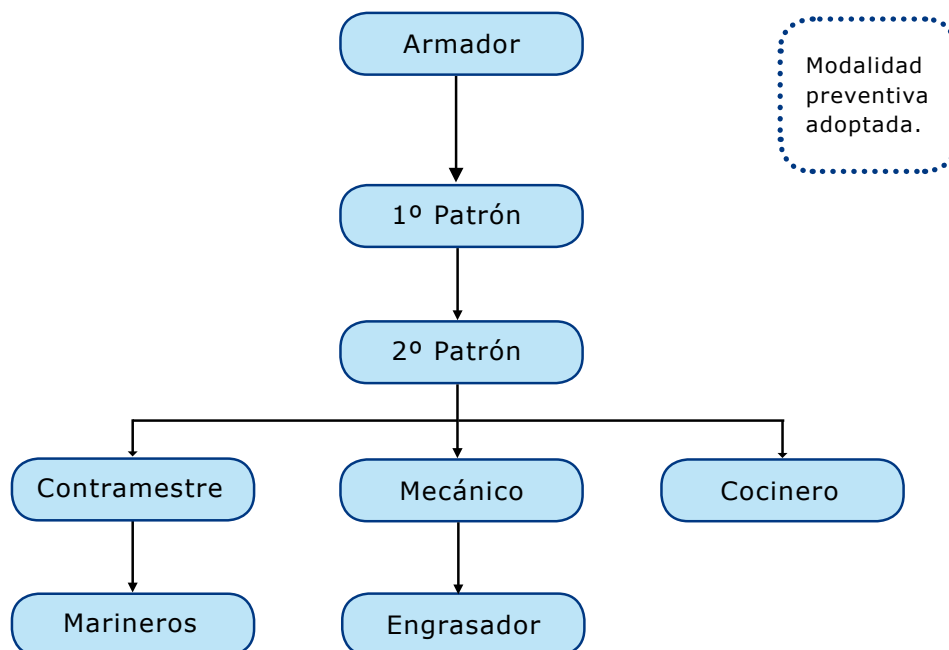 Armador
Modalidad
preventiva
adoptada.
1º Patrón
2º Patrón
Contramestre
Mecánico
Cocinero
Marineros
Engrasador